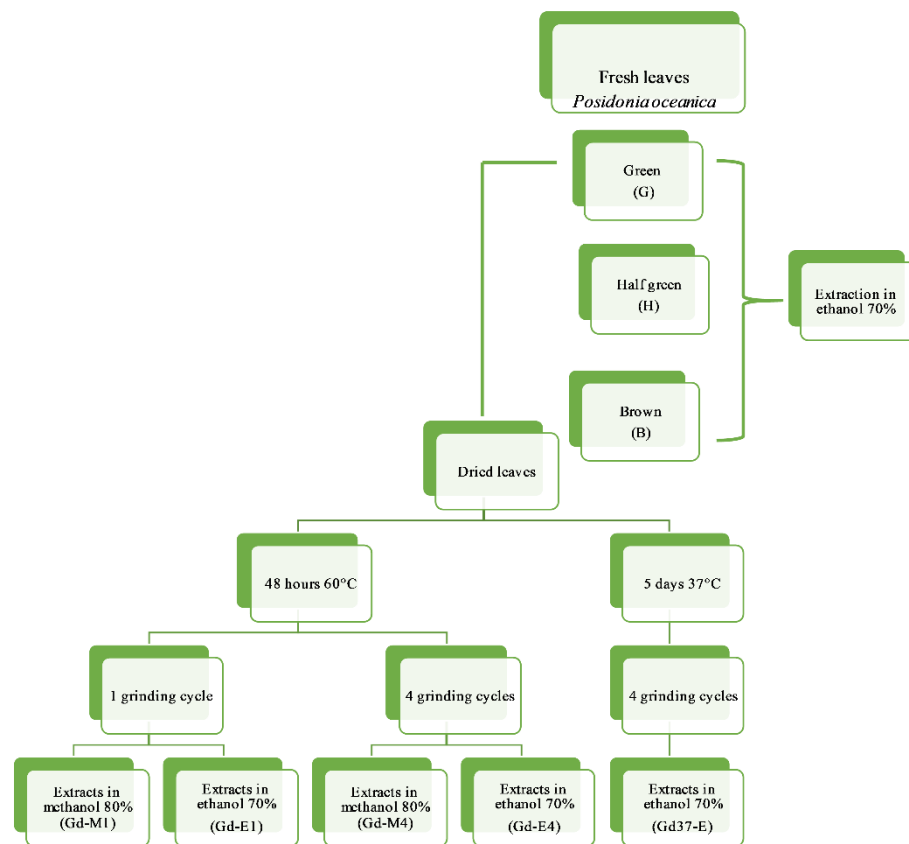 Fresh leaves
Posidonia oceanica
Green
(G)
Half green
(H)
Extraction in
ethanol 70%
Brown
(B)
Dried leaves
48 hours 60°C
5 days 37°C
1 grinding cycle
4 grinding cycles
4 grinding cycles
Extracts in
methanol 80%
(Gd-M1)
Extracts in
ethanol 70%
(Gd-E1)
Extracts in
methanol 80%
(Gd-M4)
Extracts in
ethanol 70%
(Gd-E4)
Extracts in
ethanol 70%
(Gd37-E)